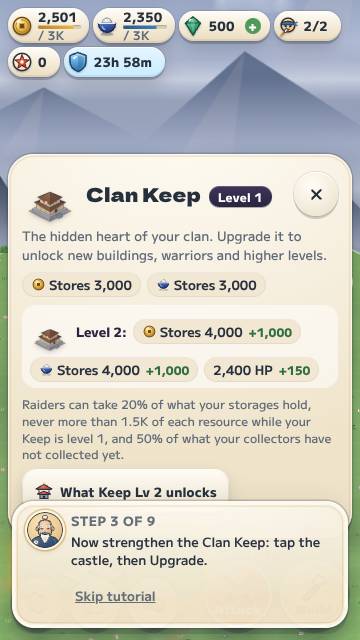 2,501
/ 3K
2,350
/ 3K
500
2/2
0
23h 58m
Clan Keep
Level 1
The hidden heart of your clan. Upgrade it to
unlock new buildings, warriors and higher levels.
Stores 3,000
Stores 3,000
Level 2:
Stores 4,000 +1,000
Stores 4,000 +1,000
2,400 HP +150
Raiders can take 20% of what your storages hold,
never more than 1.5K of each resource while your
Keep is level 1, and 50% of what your collectors have
not collected yet.
What Keep Lv 2 unlocks
STEP 3 OF 9
Now strengthen the Clan Keep: tap the
castle, then Upgrade.
Skip tutorial